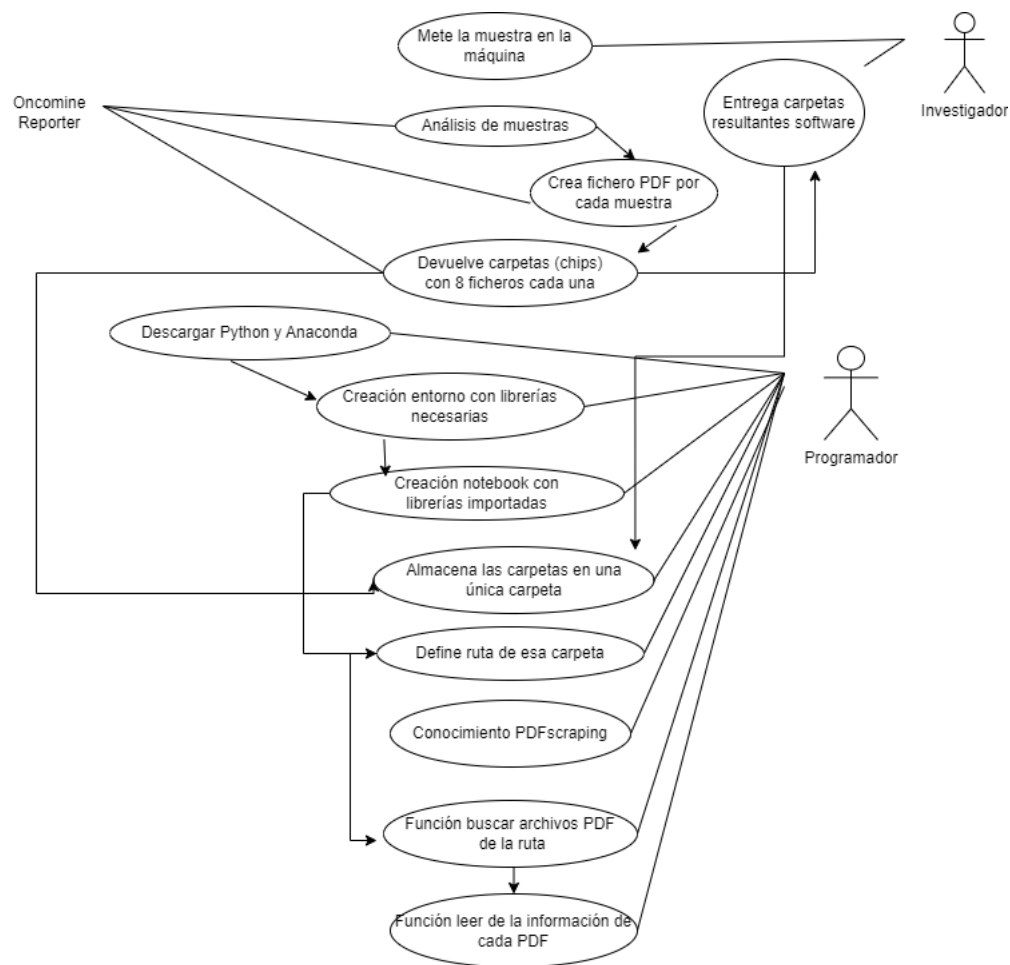 Mete la muestra en la
máquina
Investigador
Entrega carpetas
resultantes software
Oncomine
Reporter
Análisis de muestras
Crea fichero PDF por
cada muestra
Devuelve carpetas (chips)
con 8 ficheros cada una
Descargar Python y Anaconda
Creación entorno con librerías
necesarias
Programador
Creación notebook con
librerías importadas
Almacena las carpetas en una
única carpeta
Define ruta de esa carpeta
Conocimiento PDFscraping
Función buscar archivos PDF
de la ruta
Función leer de la información de
cada PDF